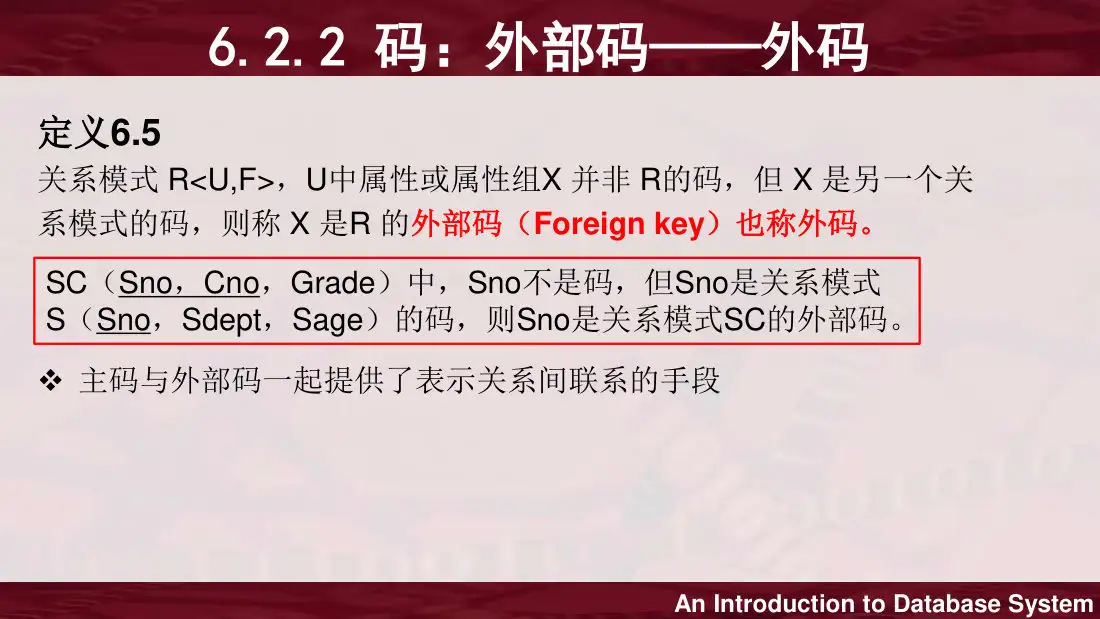 6.2.2 码：外部码——外码
定义6.5
关系模式 R<U,F>，U中属性或属性组X 并非 R的码，但 X 是另一个关
系模式的码，则称 X 是R 的外部码（Foreign key）也称外码。
SC（Sno，Cno，Grade）中，Sno不是码，但Sno是关系模式
S（Sno，Sdept，Sage）的码，则Sno是关系模式SC的外部码。
❖ 主码与外部码一起提供了表示关系间联系的手段
An Introduction to Database System